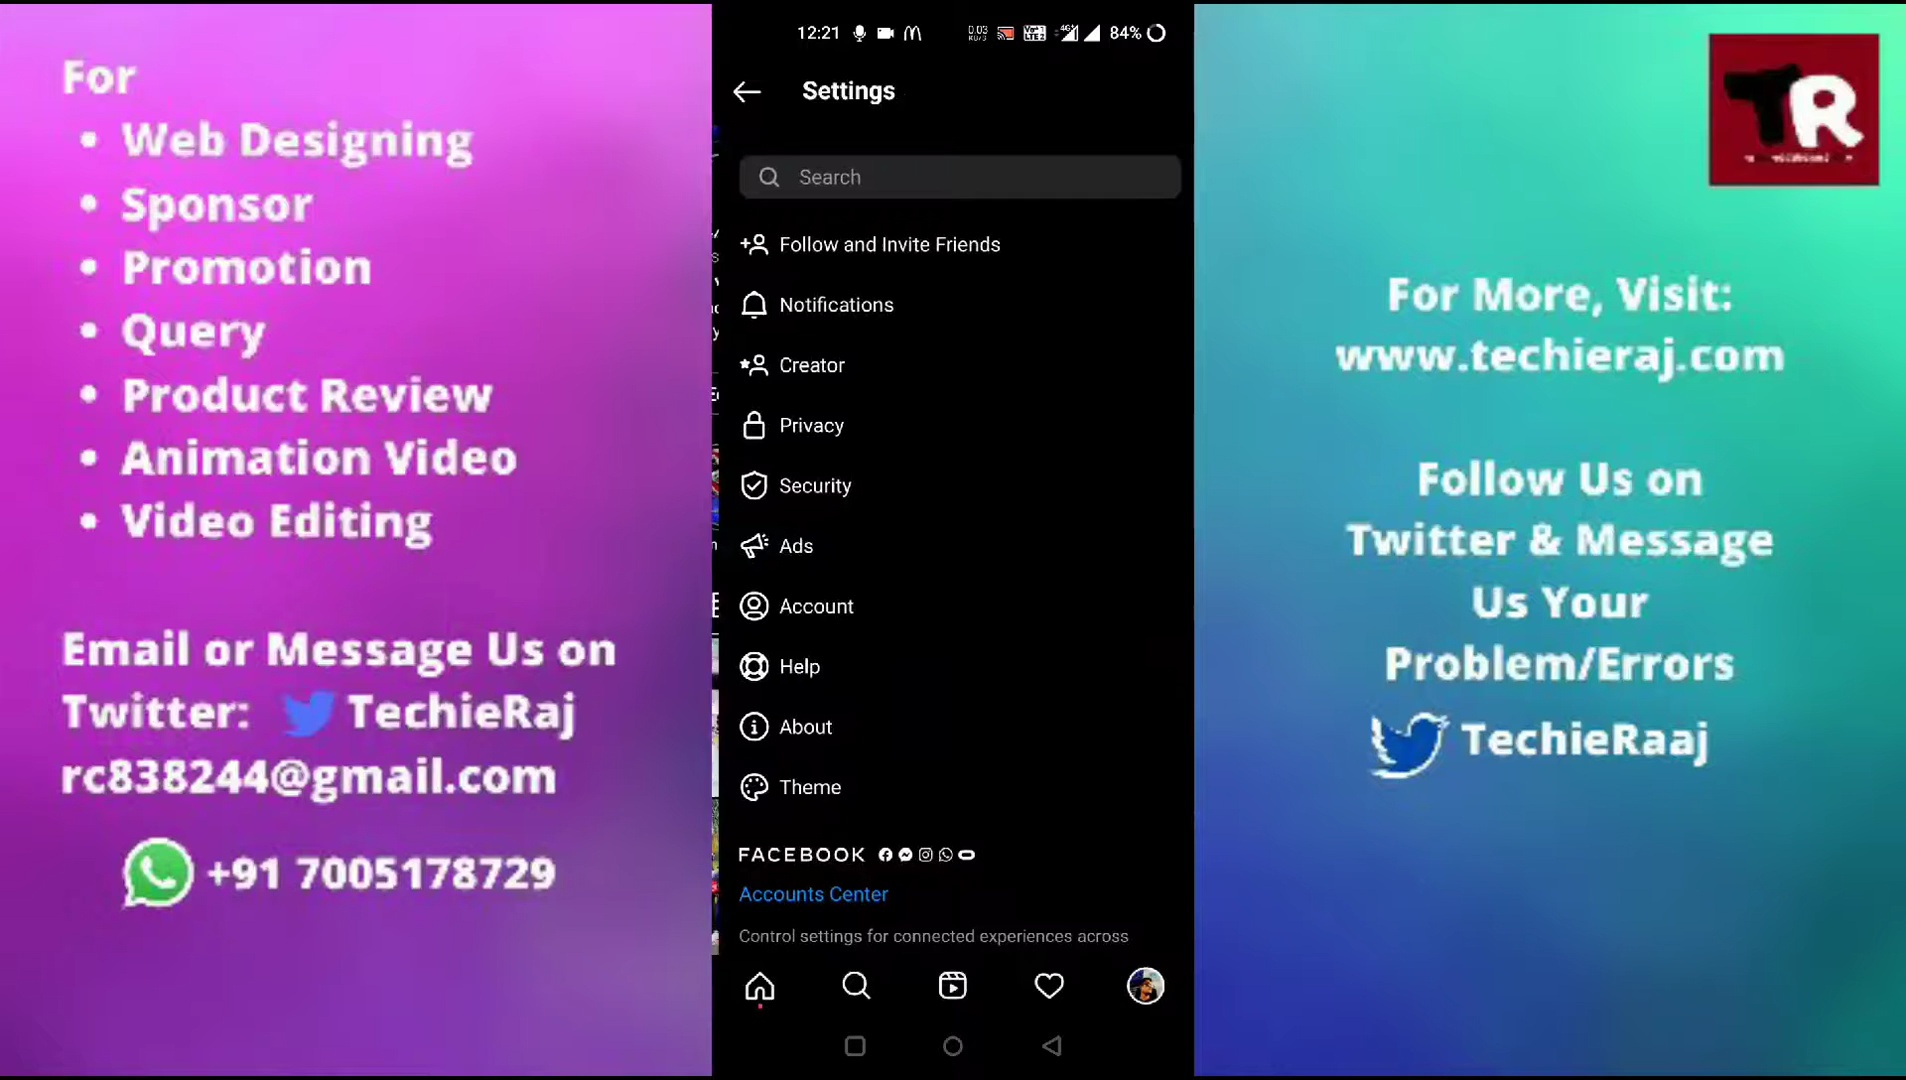 For
• Web Designing
• Sponsor
• Promotion
• Query
• Product Review
• Animation Video
• Video Editing
Email or Message Us on
Twitter: TechieRaj
rc838244@gmail.com
+91 7005178729
12:21
84%
Settings
Search
Follow and Invite Friends
Notifications
Creator
Privacy
Security
Ads
Account
Help
About
Theme
FACEBOOK
Accounts Center
Control settings for connected experiences across
TR
For More, Visit:
www.techieraj.com
Follow Us on
Twitter & Message
Us Your
Problem/Errors
TechieRaaj